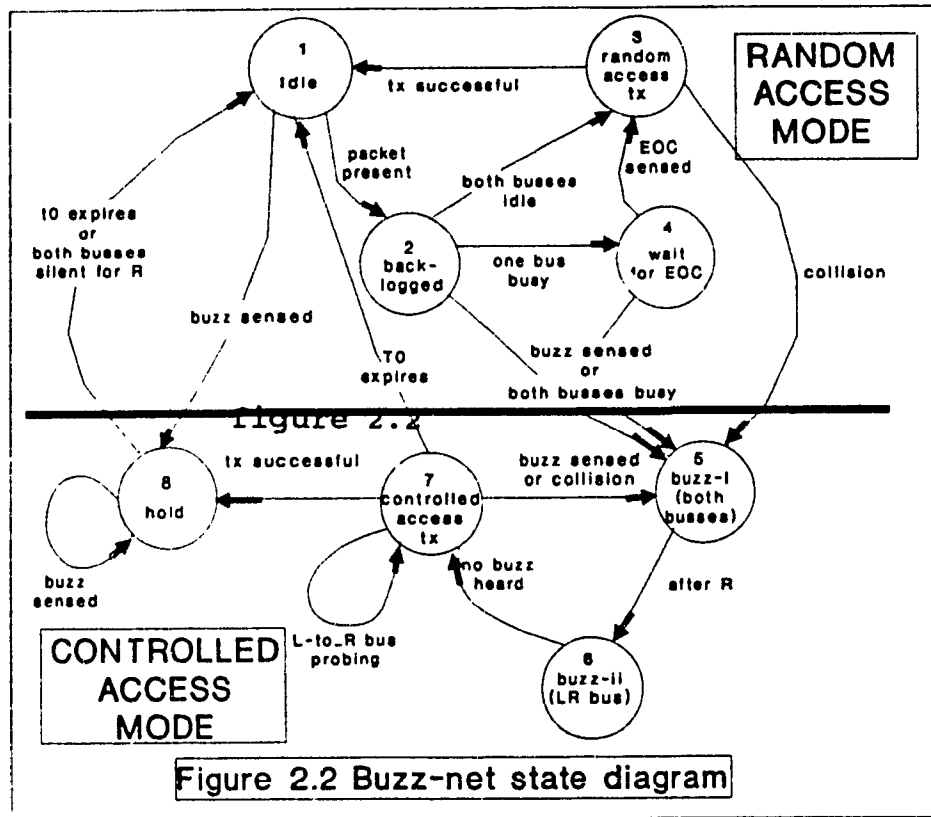 1
Idle
3
random
access
tx
RANDOM
ACCESS
MODE
tx successful
packet
present
both busses
idle
EOC
sensed
t0 expires
or
both busses
silent for R
2
back-
logged
one bus
busy
4
wait
for EOC
collision
buzz sensed
T0
expires
buzz sensed
or
both busses busy
figure 2.2
8
hold
tx successful
7
controlled
access
tx
buzz sensed
or collision
5
buzz-I
(both
busses)
buzz
sensed
no buzz
heard
after R
L-to_R bus
probing
6
buzz-ii
(LR bus)
CONTROLLED
ACCESS
MODE
Figure 2.2 Buzz-net state diagram